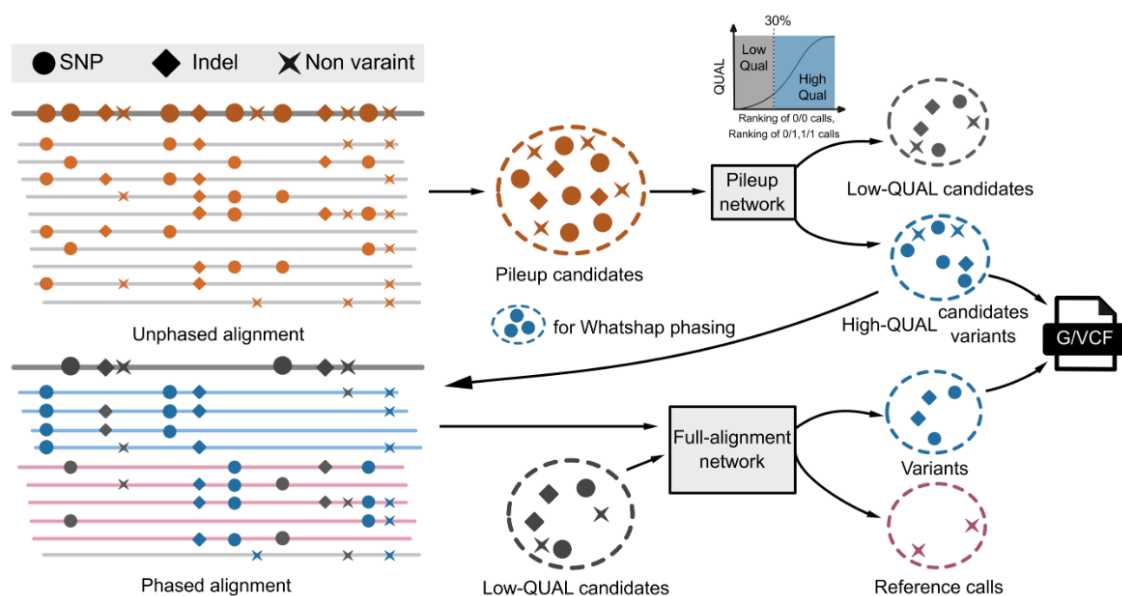 SNP
Indel
Non varaint
30%
QUAL
Low
Qual
High
Qual
Ranking of 0/0 calls,
Ranking of 0/1,1/1 calls
Pileup
network
Low-QUAL candidates
Pileup candidates
Unphased alignment
for Whatshap phasing
High-QUAL
candidates
variants
G/VCF
Full-alignment
network
Variants
Phased alignment
Low-QUAL candidates
Reference calls